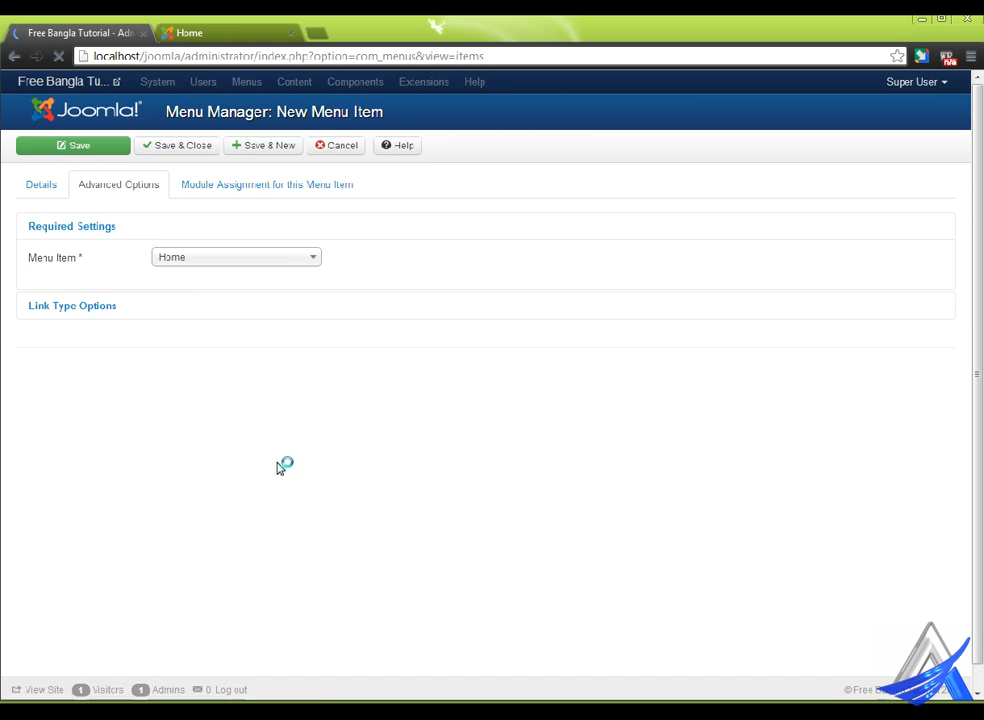 Free Bangla Tutorial - Adn
Home
localhost/joomla/administrator/index.php?option=com_menus&view=items
Free Bangla Tu... System Users Menus Content Components Extensions Help Super User
Joomla!
Menu Manager: New Menu Item
Save Save & Close Save & New Cancel Help
Details Advanced Options Module Assignment for this Menu Item
Required Settings
Menu Item * Home
Link Type Options
View Site 1 Visitors 1 Admins 0 Log out © Free